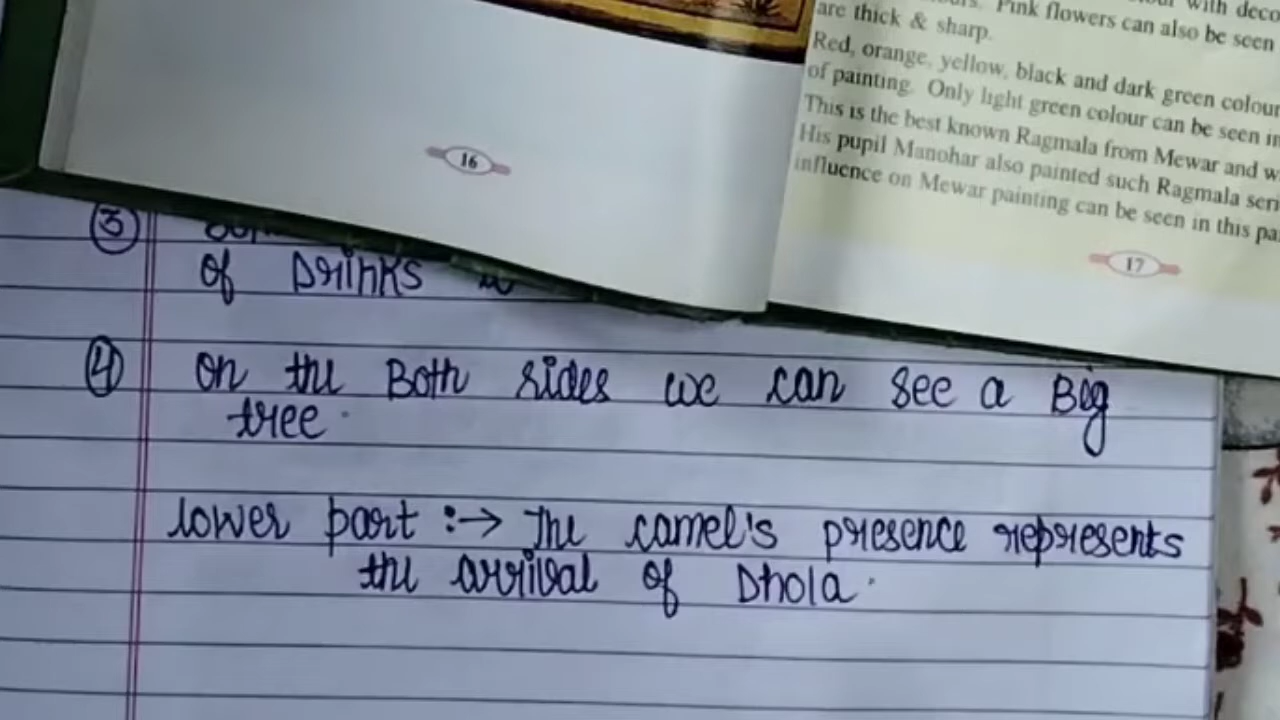 with deco
Pink flowers can also be seen
are thick & sharp.
Red, orange, yellow, black and dark green colour
of painting. Only light green colour can be seen in
This is the best known Ragmala from Mewar and w
His pupil Manohar also painted such Ragmala seri
influence on Mewar painting can be seen in this pa
16
17
3
of Drinks
4 on the Both sides we can see a Big
tree.
lower part :→ The camel's presence represents
the arrival of Dhola.